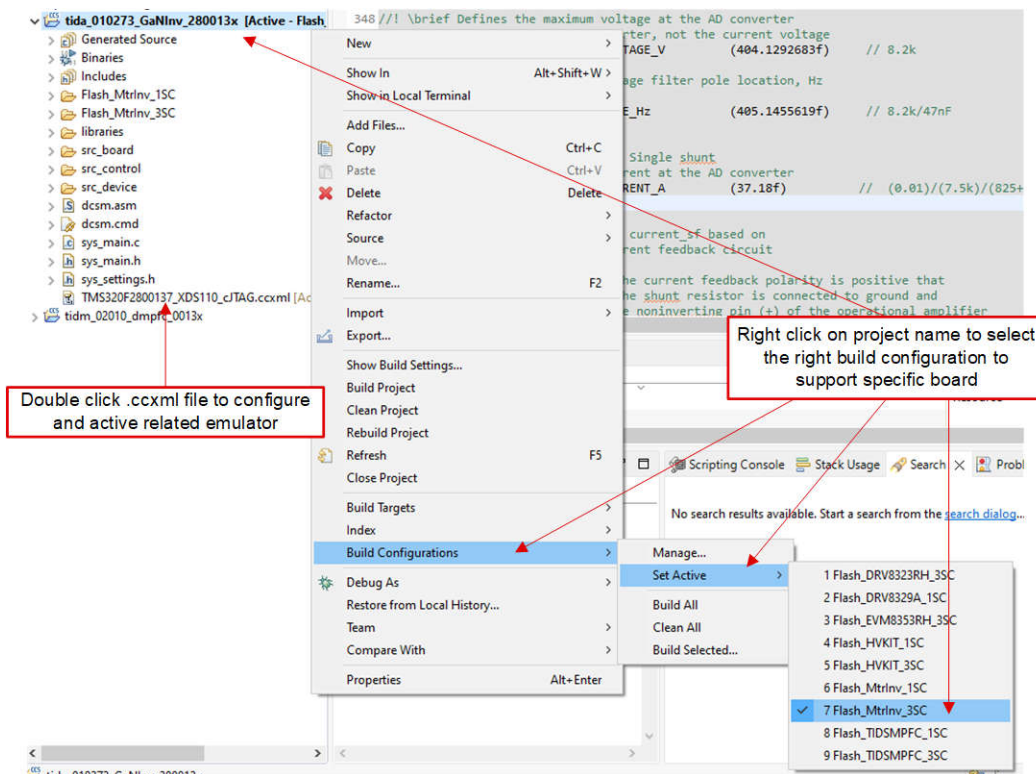 tida_010273_GaNInv_280013x [Active - Flash_
Generated Source
Binaries
Includes
Flash_MtrInv_1SC
Flash_MtrInv_3SC
libraries
src_board
src_control
src_device
dcsm.asm
dcsm.cmd
sys_main.c
sys_main.h
sys_settings.h
TMS320F2800137_XDS110_cJTAG.ccxml [Ac
tidm_02010_dmpfc_0013x
Double click .ccxml file to configure
and active related emulator
348 //! \brief Defines the maximum voltage at the AD converter
rter, not the current voltage
TAGE_V (404.1292683f) // 8.2k
age filter pole location, Hz
E_Hz (405.1455619f) // 8.2k/47nF
Single shunt
rent at the AD converter
RENT_A (37.18f) // (0.01)/(7.5k)/(825+
current_sf based on
rent feedback circuit
he current feedback polarity is positive that
he shunt resistor is connected to ground and
e noninverting pin (+) of the operational amplifier
New
Show In Alt+Shift+W >
Show in Local Terminal
Add Files...
Copy Ctrl+C
Paste Ctrl+V
Delete Delete
Refactor
Source
Move...
Rename... F2
Import
Export...
Show Build Settings...
Build Project
Clean Project
Rebuild Project
Refresh F5
Close Project
Build Targets
Index
Build Configurations
Debug As
Restore from Local History...
Team
Compare With
Properties Alt+Enter
Right click on project name to select
the right build configuration to
support specific board
Scripting Console Stack Usage Search Probl
No search results available. Start a search from the search dialog...
Manage...
Set Active
Build All
Clean All
Build Selected...
1 Flash_DRV8323RH_3SC
2 Flash_DRV8329A_1SC
3 Flash_EVM8353RH_3SC
4 Flash_HVKIT_1SC
5 Flash_HVKIT_3SC
6 Flash_MtrInv_1SC
7 Flash_MtrInv_3SC
8 Flash_TIDSMPFC_1SC
9 Flash_TIDSMPFC_3SC